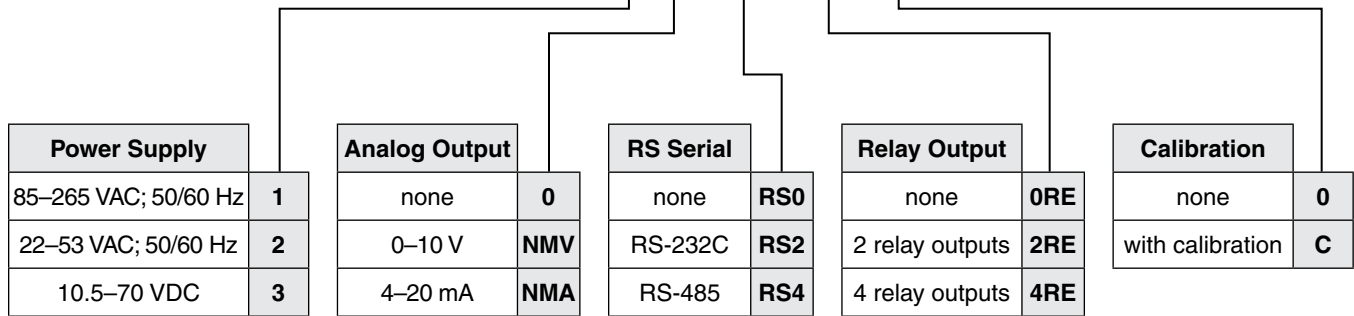 Power Supply
85–265 VAC; 50/60 Hz 1
22–53 VAC; 50/60 Hz 2
10.5–70 VDC 3
Analog Output
none 0
0–10 V NMV
4–20 mA NMA
RS Serial
none RS0
RS-232C RS2
RS-485 RS4
Relay Output
none 0RE
2 relay outputs 2RE
4 relay outputs 4RE
Calibration
none 0
with calibration C